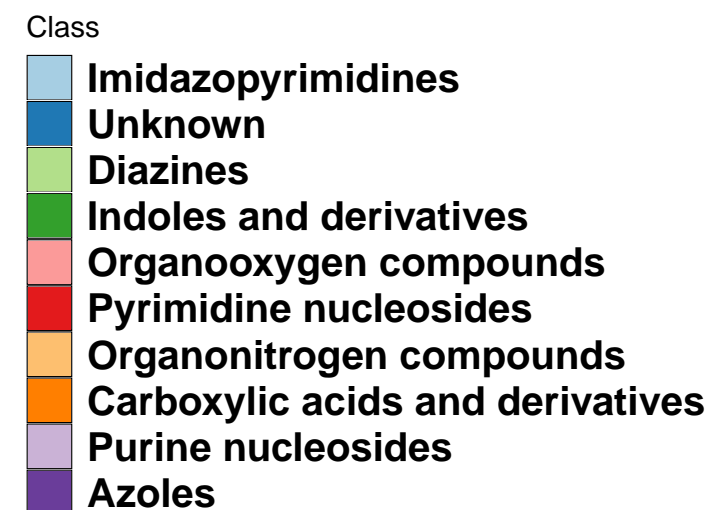 Class
Imidazopyrimidines
Unknown
Diazines
Indoles and derivatives
Organooxygen compounds
Pyrimidine nucleosides
Organonitrogen compounds
Carboxylic acids and derivatives
Purine nucleosides
Azoles